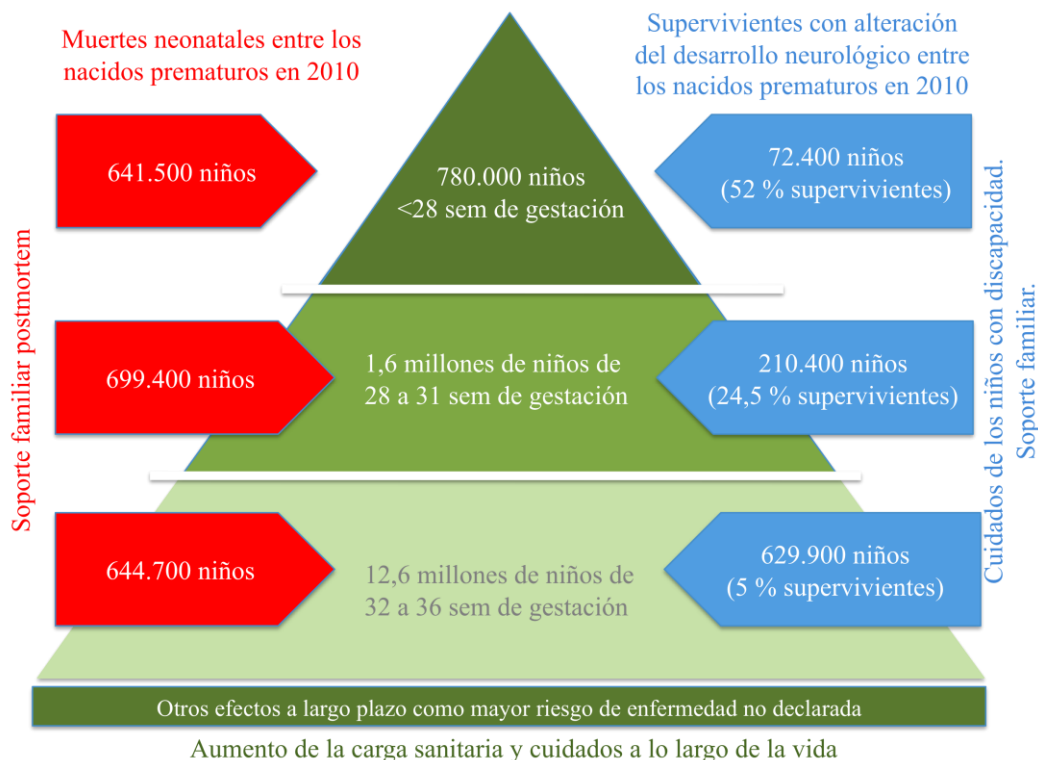 Muertes neonatales entre los
nacidos prematuros en 2010
Supervivientes con alteración
del desarrollo neurológico entre
los nacidos prematuros en 2010
641.500 niños
780.000 niños
<28 sem de gestación
72.400 niños
(52 % supervivientes)
699.400 niños
1,6 millones de niños de
28 a 31 sem de gestación
210.400 niños
(24,5 % supervivientes)
644.700 niños
12,6 millones de niños de
32 a 36 sem de gestación
629.900 niños
(5 % supervivientes)
Soporte familiar postmortem
Cuidados de los niños con discapacidad.
Soporte familiar.
Otros efectos a largo plazo como mayor riesgo de enfermedad no declarada
Aumento de la carga sanitaria y cuidados a lo largo de la vida